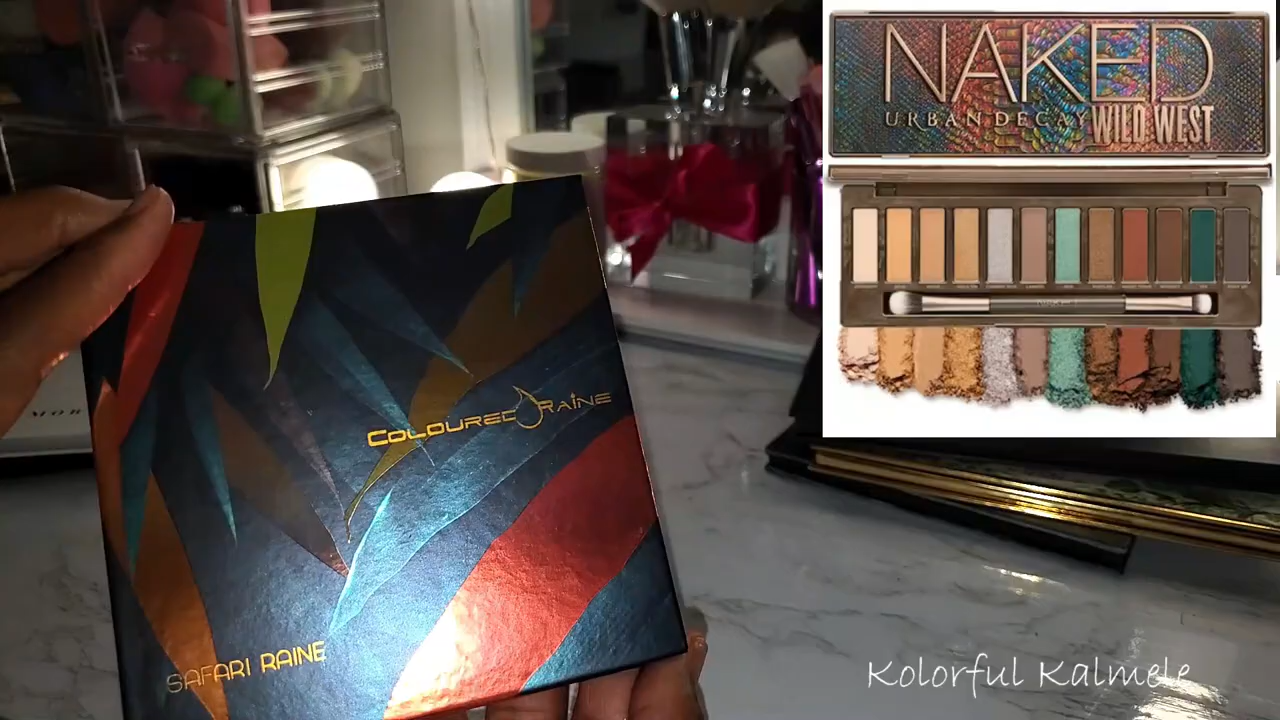 NAKED
URBAN DECAY WILD WEST
COLOURED RAINE
SAFARI RAINE
Kolorful Kalmele